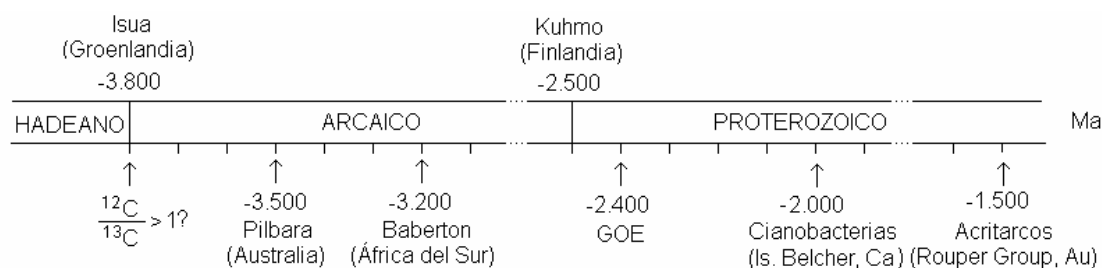 Isua
(Groenlandia)
-3.800
Kuhmo
(Finlandia)
-2.500
HADEANO
ARCAICO
PROTEROZOICO
Ma
12C
13C
> 1?
-3.500
Pilbara
(Australia)
-3.200
Baberton
(África del Sur)
-2.400
GOE
-2.000
Cianobacterias
(Is. Belcher, Ca)
-1.500
Acritarcos
(Rouper Group, Au)